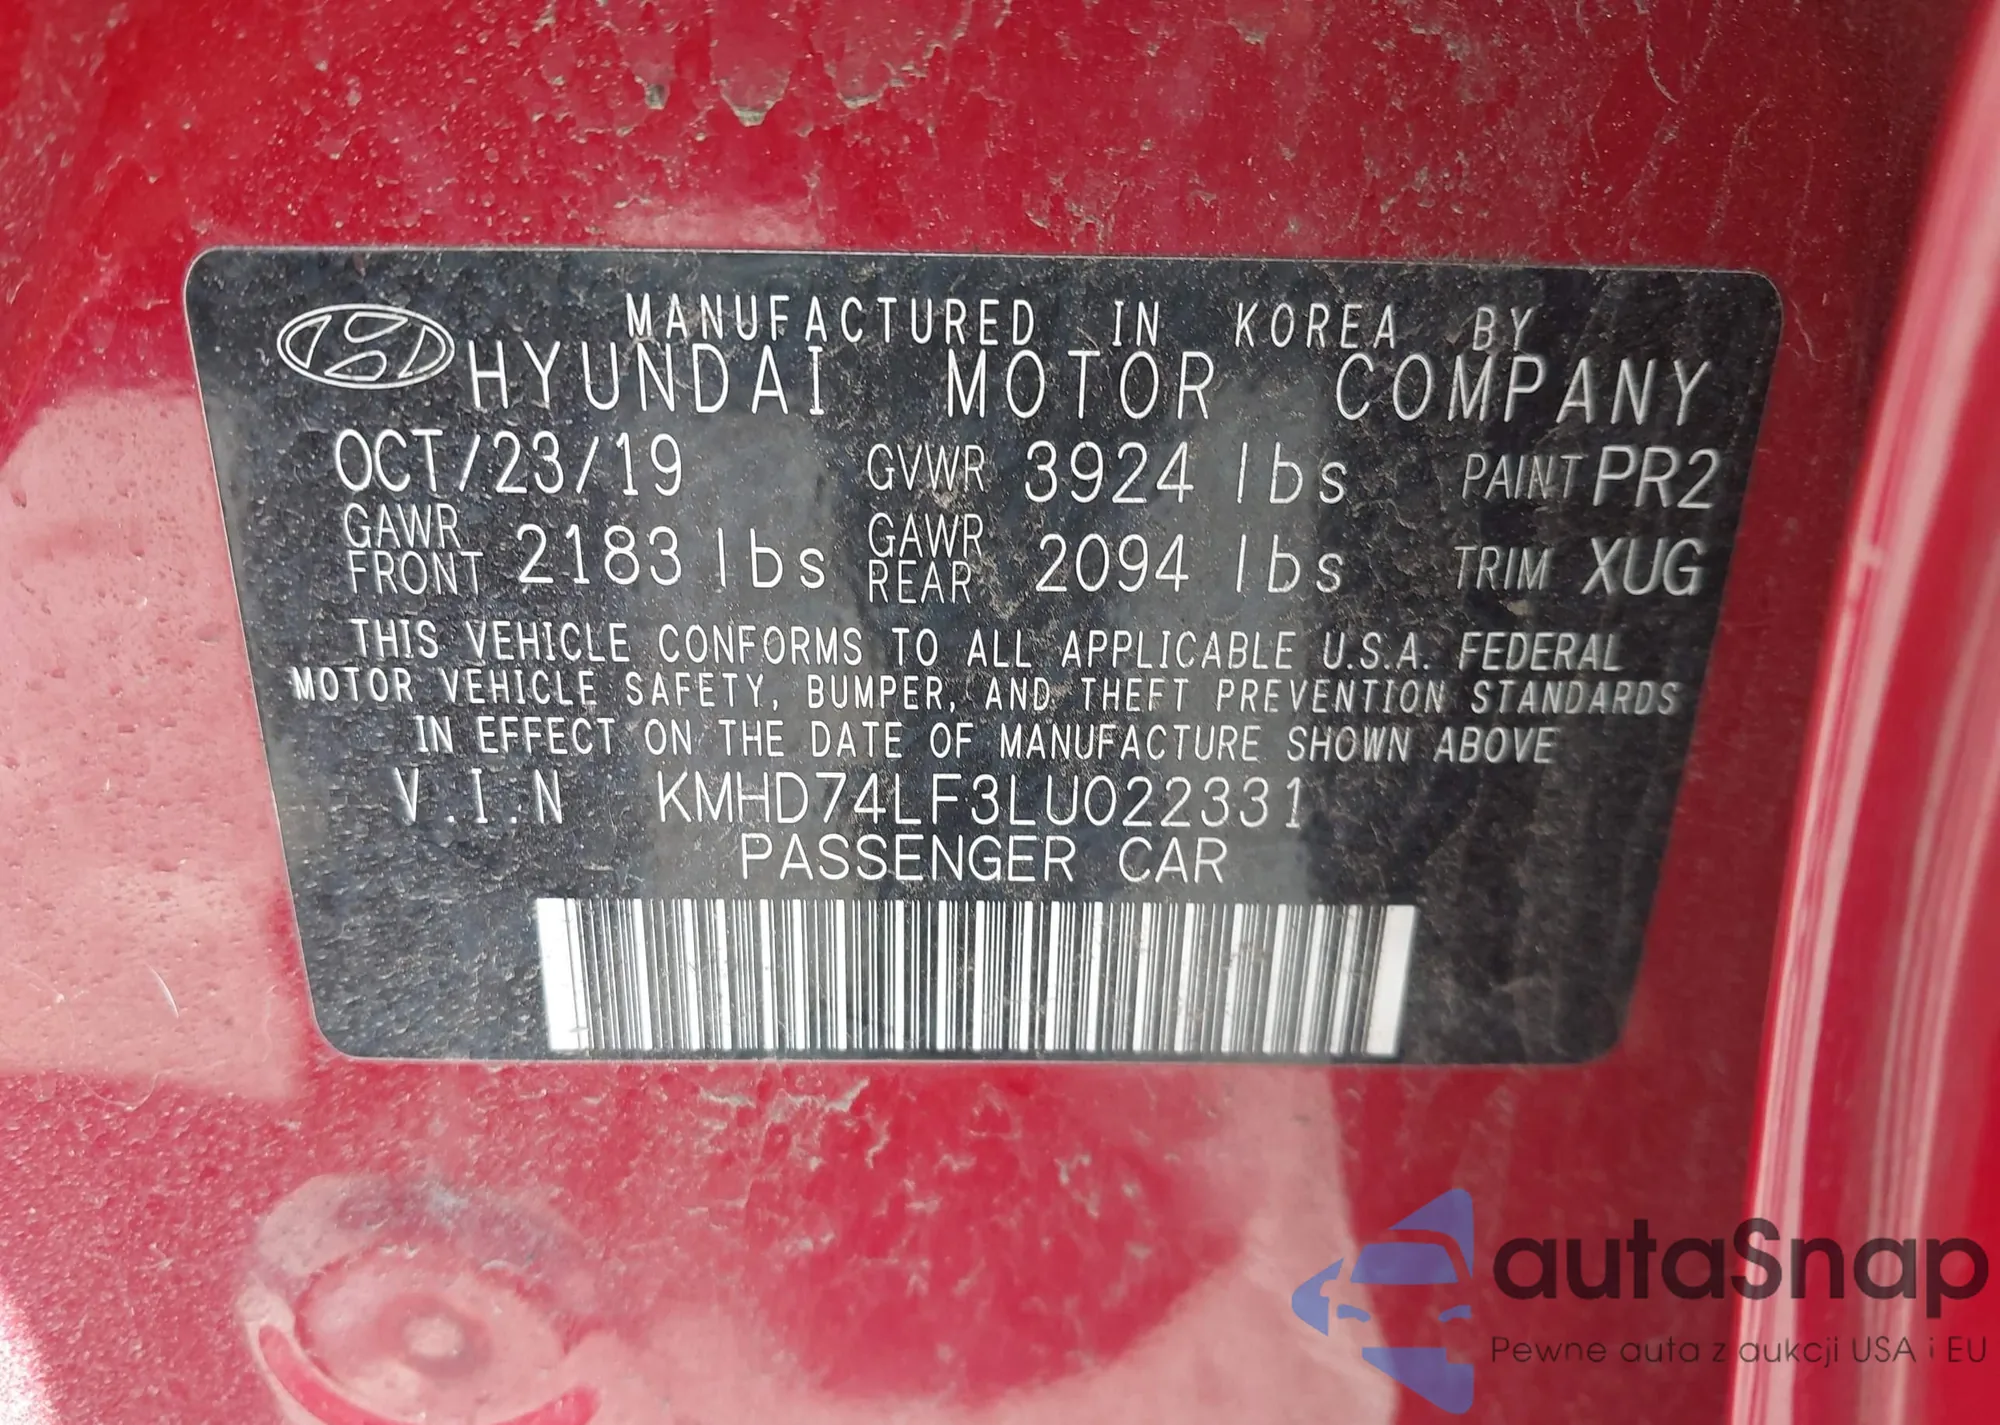 MANUFACTURED IN KOREA BY
HYUNDAI MOTOR COMPANY
OCT/23/19 GVWR 3924 lbs PAINT PR2
GAWR FRONT 2183 lbs GAWR REAR 2094 lbs TRIM XUG
THIS VEHICLE CONFORMS TO ALL APPLICABLE U.S.A. FEDERAL
MOTOR VEHICLE SAFETY, BUMPER, AND THEFT PREVENTION STANDARDS
IN EFFECT ON THE DATE OF MANUFACTURE SHOWN ABOVE
V.I.N KMHD74LF3LU022331
PASSENGER CAR
autaSnap
Pewne auta z aukcji USA i EU